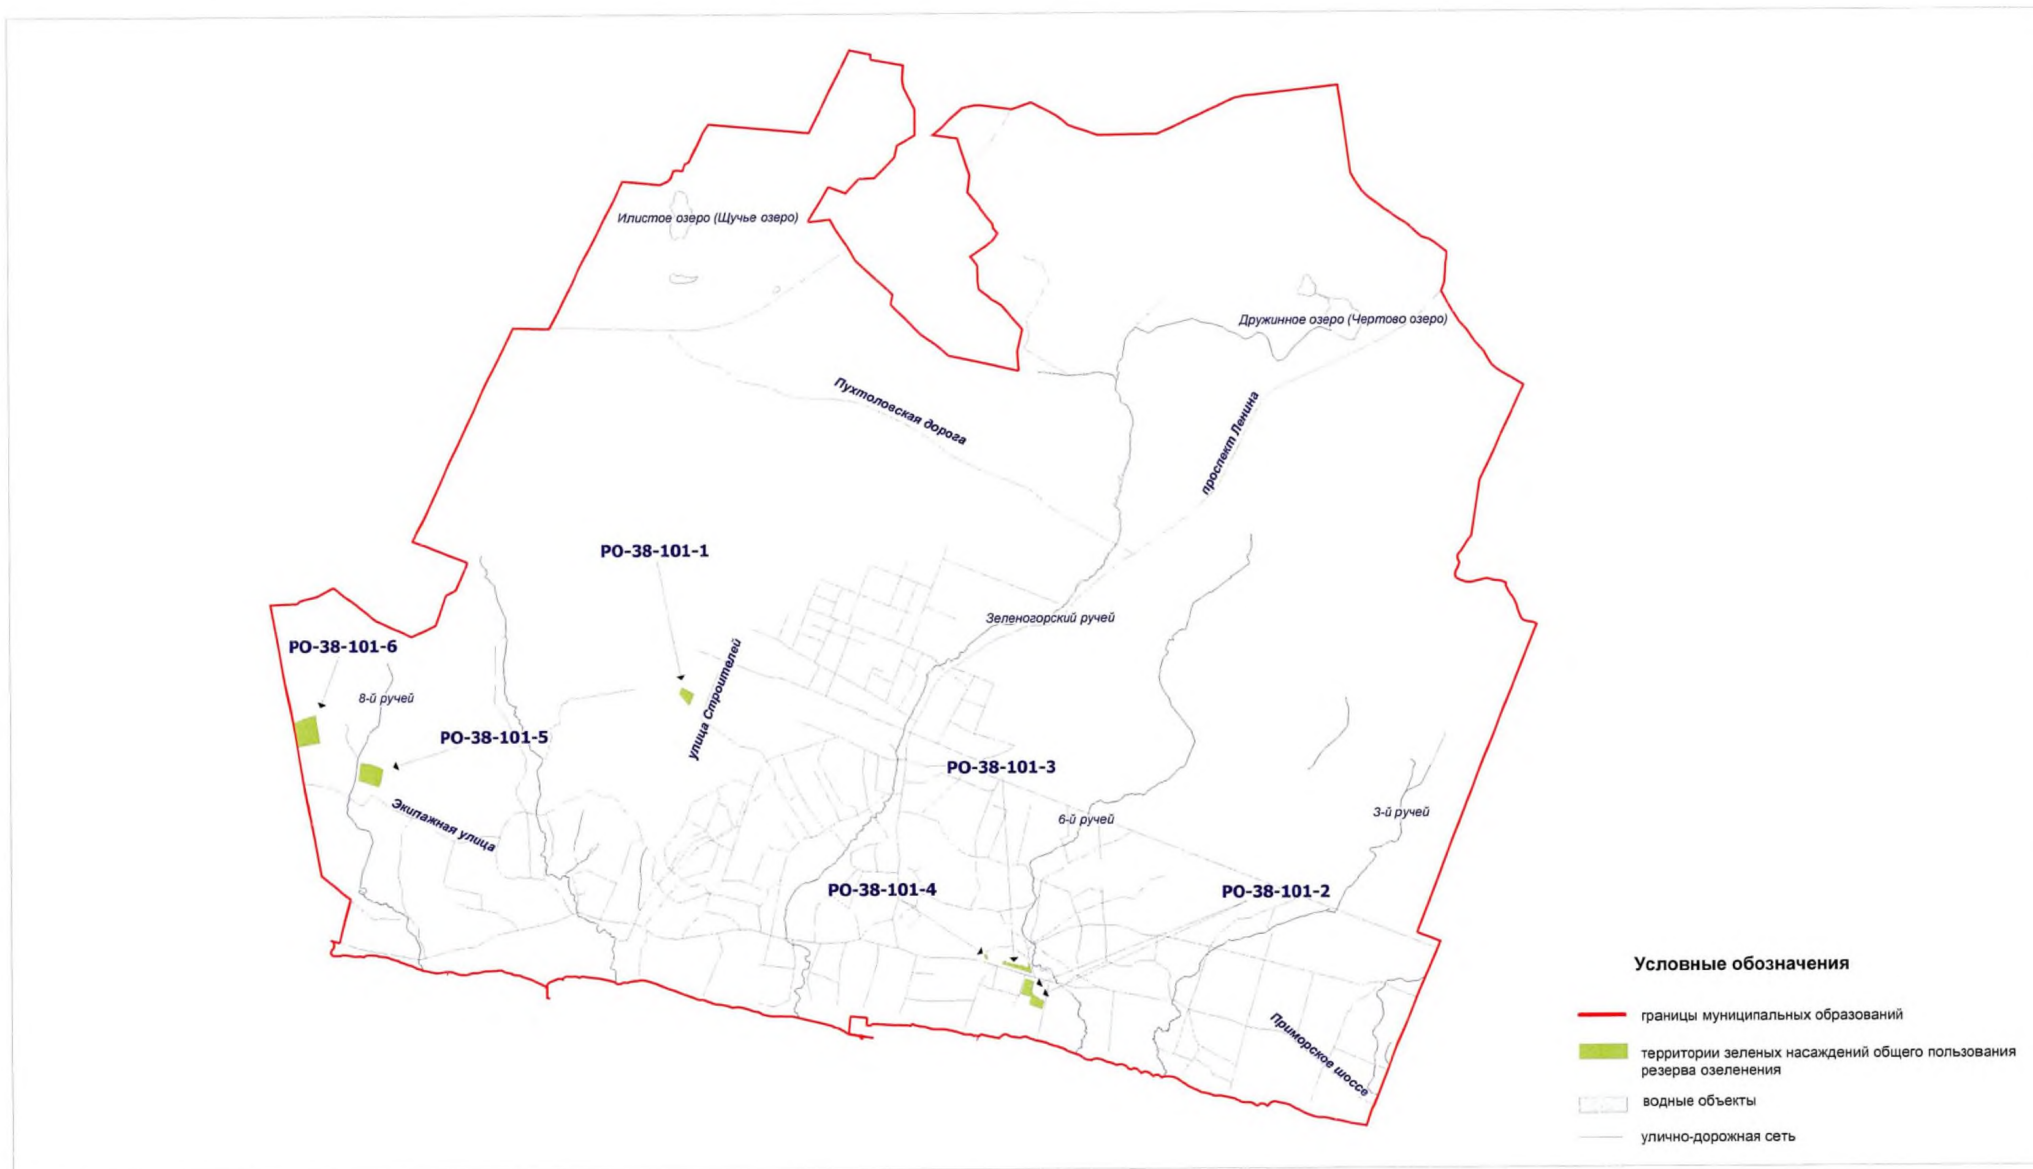 Илистое озеро (Щучье озеро)
Дружинное озеро (Чертово озеро)
Пухтоловская дорога
проспект Ленина
РО-38-101-1
Зеленогорский ручей
РО-38-101-6
улица Строителей
8-й ручей
РО-38-101-5
РО-38-101-3
Экипажная улица
6-й ручей
3-й ручей
РО-38-101-4
РО-38-101-2
Приморское шоссе
Условные обозначения
границы муниципальных образований
территории зеленых насаждений общего пользования
резерва озеленения
водные объекты
улично-дорожная сеть